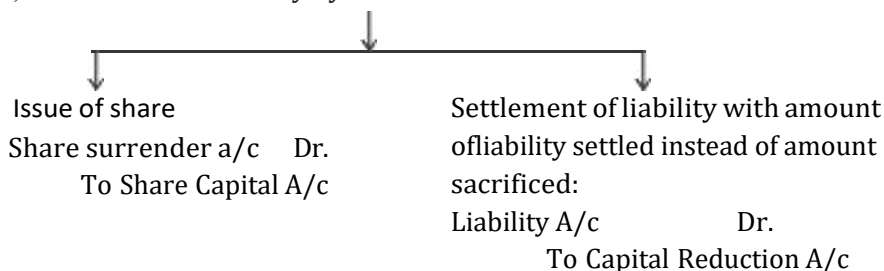 Issue of share
Share surrender a/c Dr.
To Share Capital A/c
Settlement of liability with amount
ofliability settled instead of amount
sacrificed:
Liability A/c Dr.
To Capital Reduction A/c